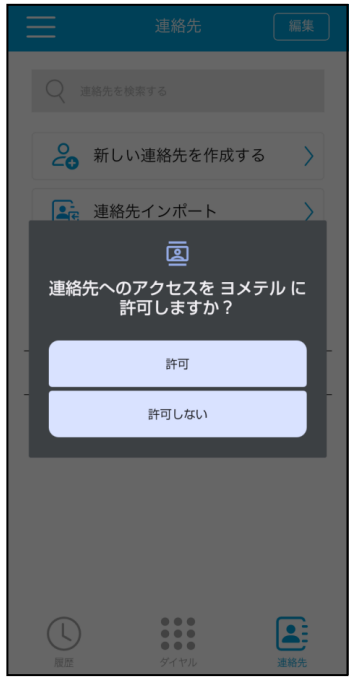 連絡先
編集
連絡先を検索する
新しい連絡先を作成する
連絡先インポート
連絡先へのアクセスを ヨメテル に
許可しますか？
許可
許可しない
履歴
ダイヤル
連絡先